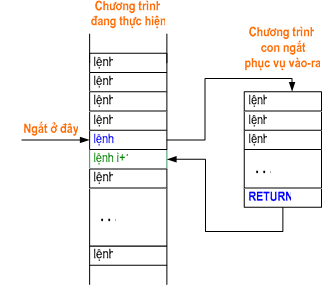 Chương trình
đang thực hiện
lệnh
lệnh
lệnh
lệnh
Ngắt ở đây
lệnh
lệnh i+1
lệnh
...
lệnh
Chương trình
con ngắt
phục vụ vào-ra
lệnh
lệnh
lệnh
...
RETURN